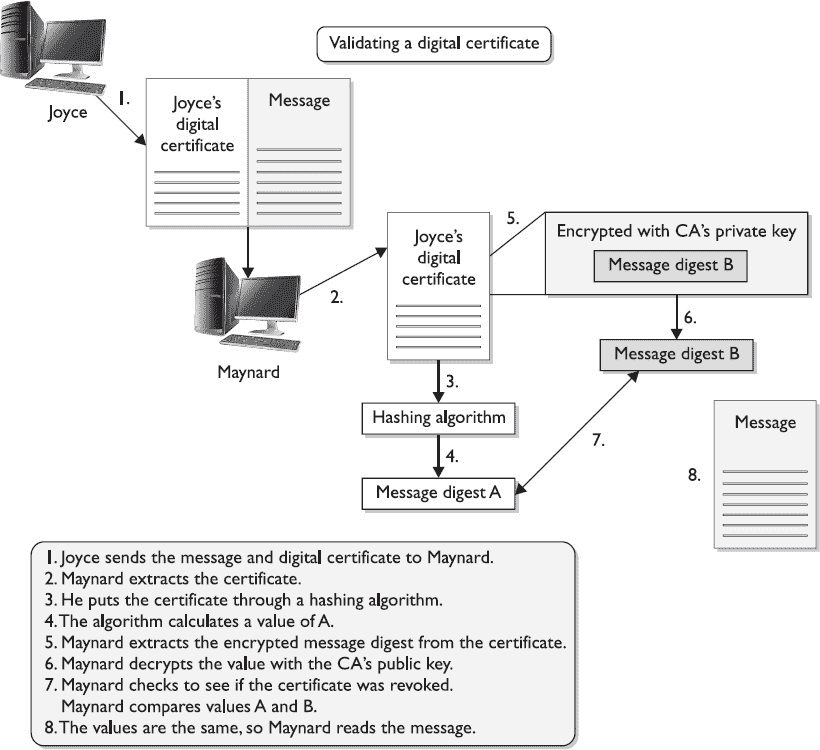 Validating a digital certificate
Joyce
1.
Joyce's
digital
certificate
Message
Maynard
2.
Joyce's
digital
certificate
5.
Encrypted with CA's private key
Message digest B
6.
Message digest B
3.
Hashing algorithm
4.
Message digest A
7.
8.
Message
1. Joyce sends the message and digital certificate to Maynard.
2. Maynard extracts the certificate.
3. He puts the certificate through a hashing algorithm.
4. The algorithm calculates a value of A.
5. Maynard extracts the encrypted message digest from the certificate.
6. Maynard decrypts the value with the CA's public key.
7. Maynard checks to see if the certificate was revoked.
Maynard compares values A and B.
8. The values are the same, so Maynard reads the message.